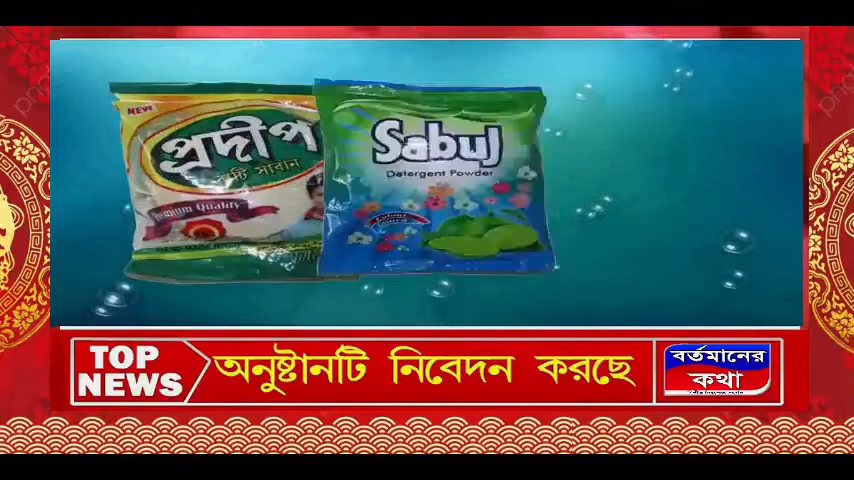 NEW
প্রদীপ
Premium Quality
Sabuj
Detergent Powder
TOP
NEWS
অনুষ্টানটি নিবেদন করছে
বর্তমানের
কথা